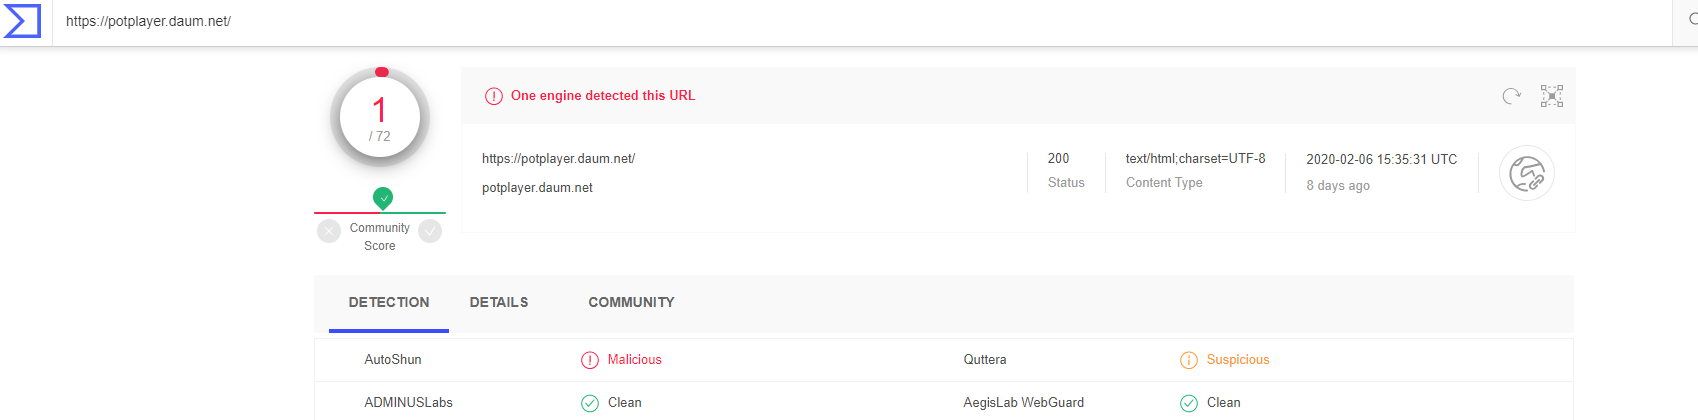 https://potplayer.daum.net/
1
/ 72
One engine detected this URL
https://potplayer.daum.net/
potplayer.daum.net
200
Status
text/html;charset=UTF-8
Content Type
2020-02-06 15:35:31 UTC
8 days ago
Community
Score
DETECTION DETAILS COMMUNITY
AutoShun Malicious Quttera Suspicious
ADMINUSLabs Clean AegisLab WebGuard Clean